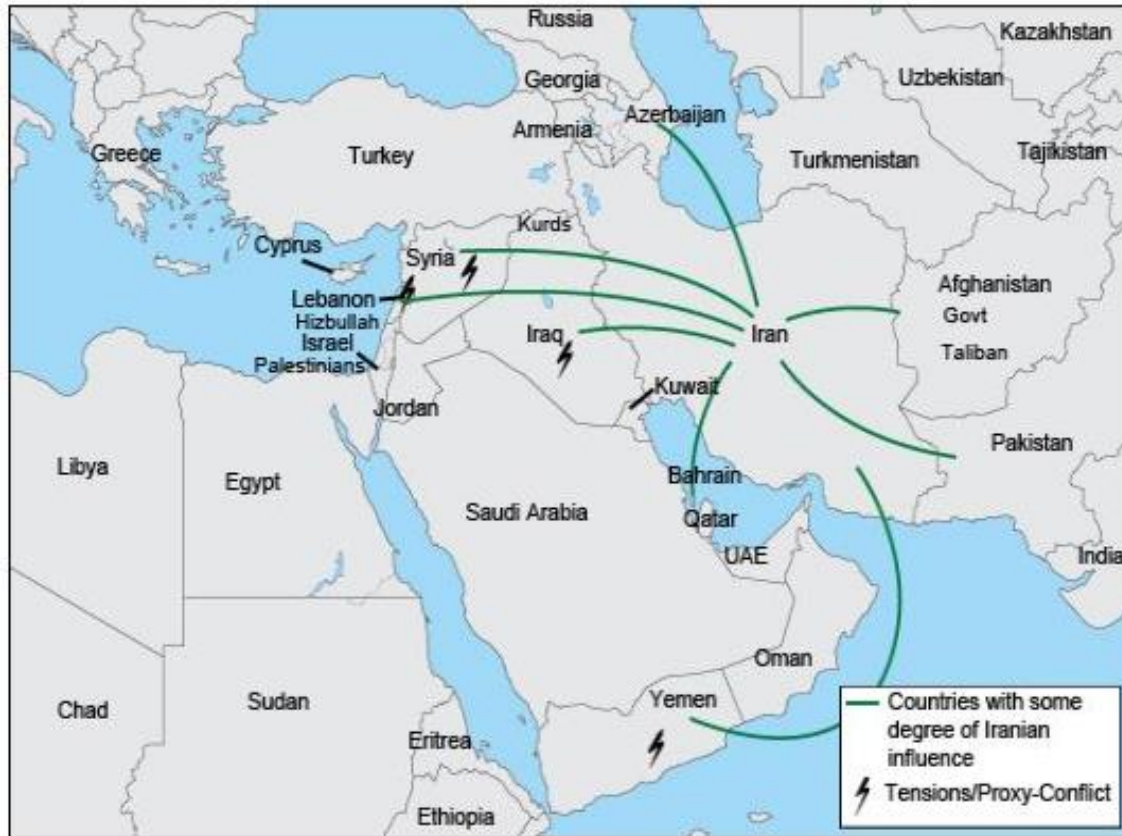 Russia
Kazakhstan
Georgia
Uzbekistan
Azerbaijan
Armenia
Greece
Turkey
Turkmenistan
Tajikistan
Kurds
Cyprus
Syria
Afghanistan
Lebanon
Govt
Hizbullah
Iraq
Iran
Israel
Taliban
Palestinians
Kuwait
Jordan
Pakistan
Libya
Egypt
Bahrain
Saudi Arabia
Qatar
UAE
India
Oman
Chad
Sudan
Yemen
Eritrea
Ethiopia
Countries with some
degree of Iranian
influence
Tensions/Proxy-Conflict